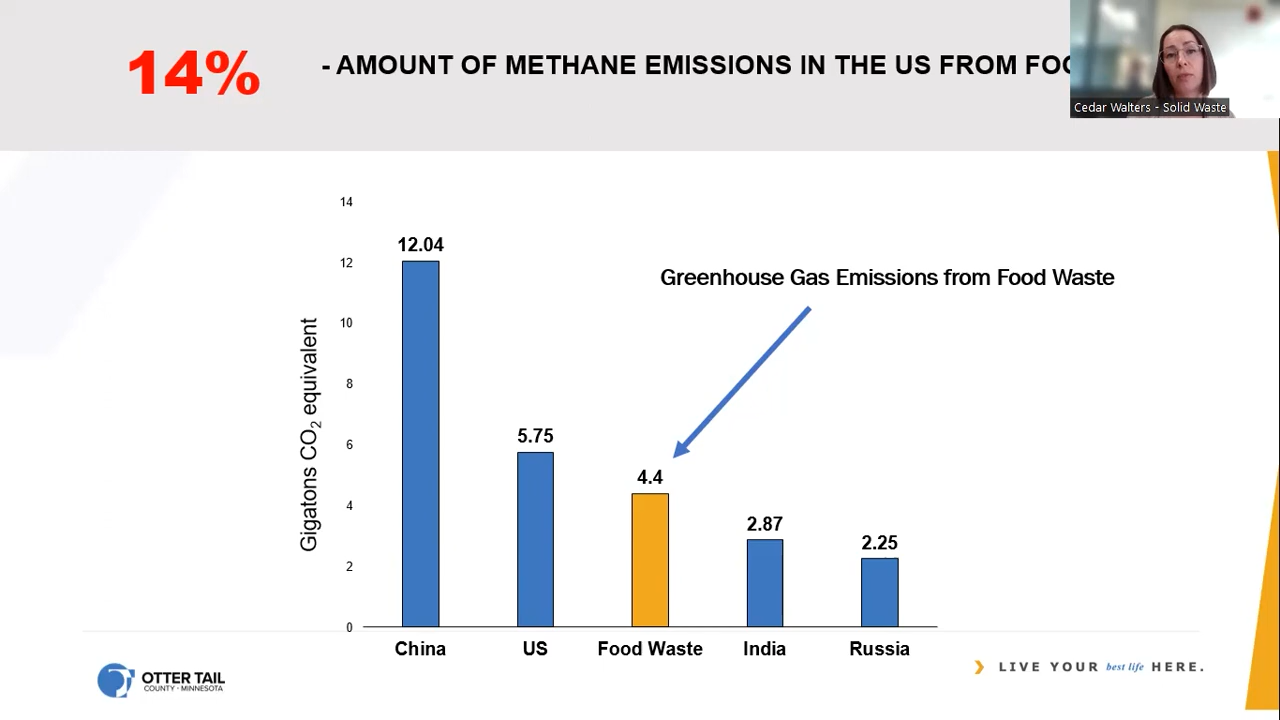 14%
- AMOUNT OF METHANE EMISSIONS IN THE US FROM
Cedar Walters - Solid Waste
Greenhouse Gas Emissions from Food Waste
Gigatons CO₂ equivalent
14
12
10
8
6
4
2
0
12.04
5.75
4.4
2.87
2.25
China US Food Waste India Russia
OTTER TAIL
COUNTY · MINNESOTA
LIVE YOUR best life HERE.